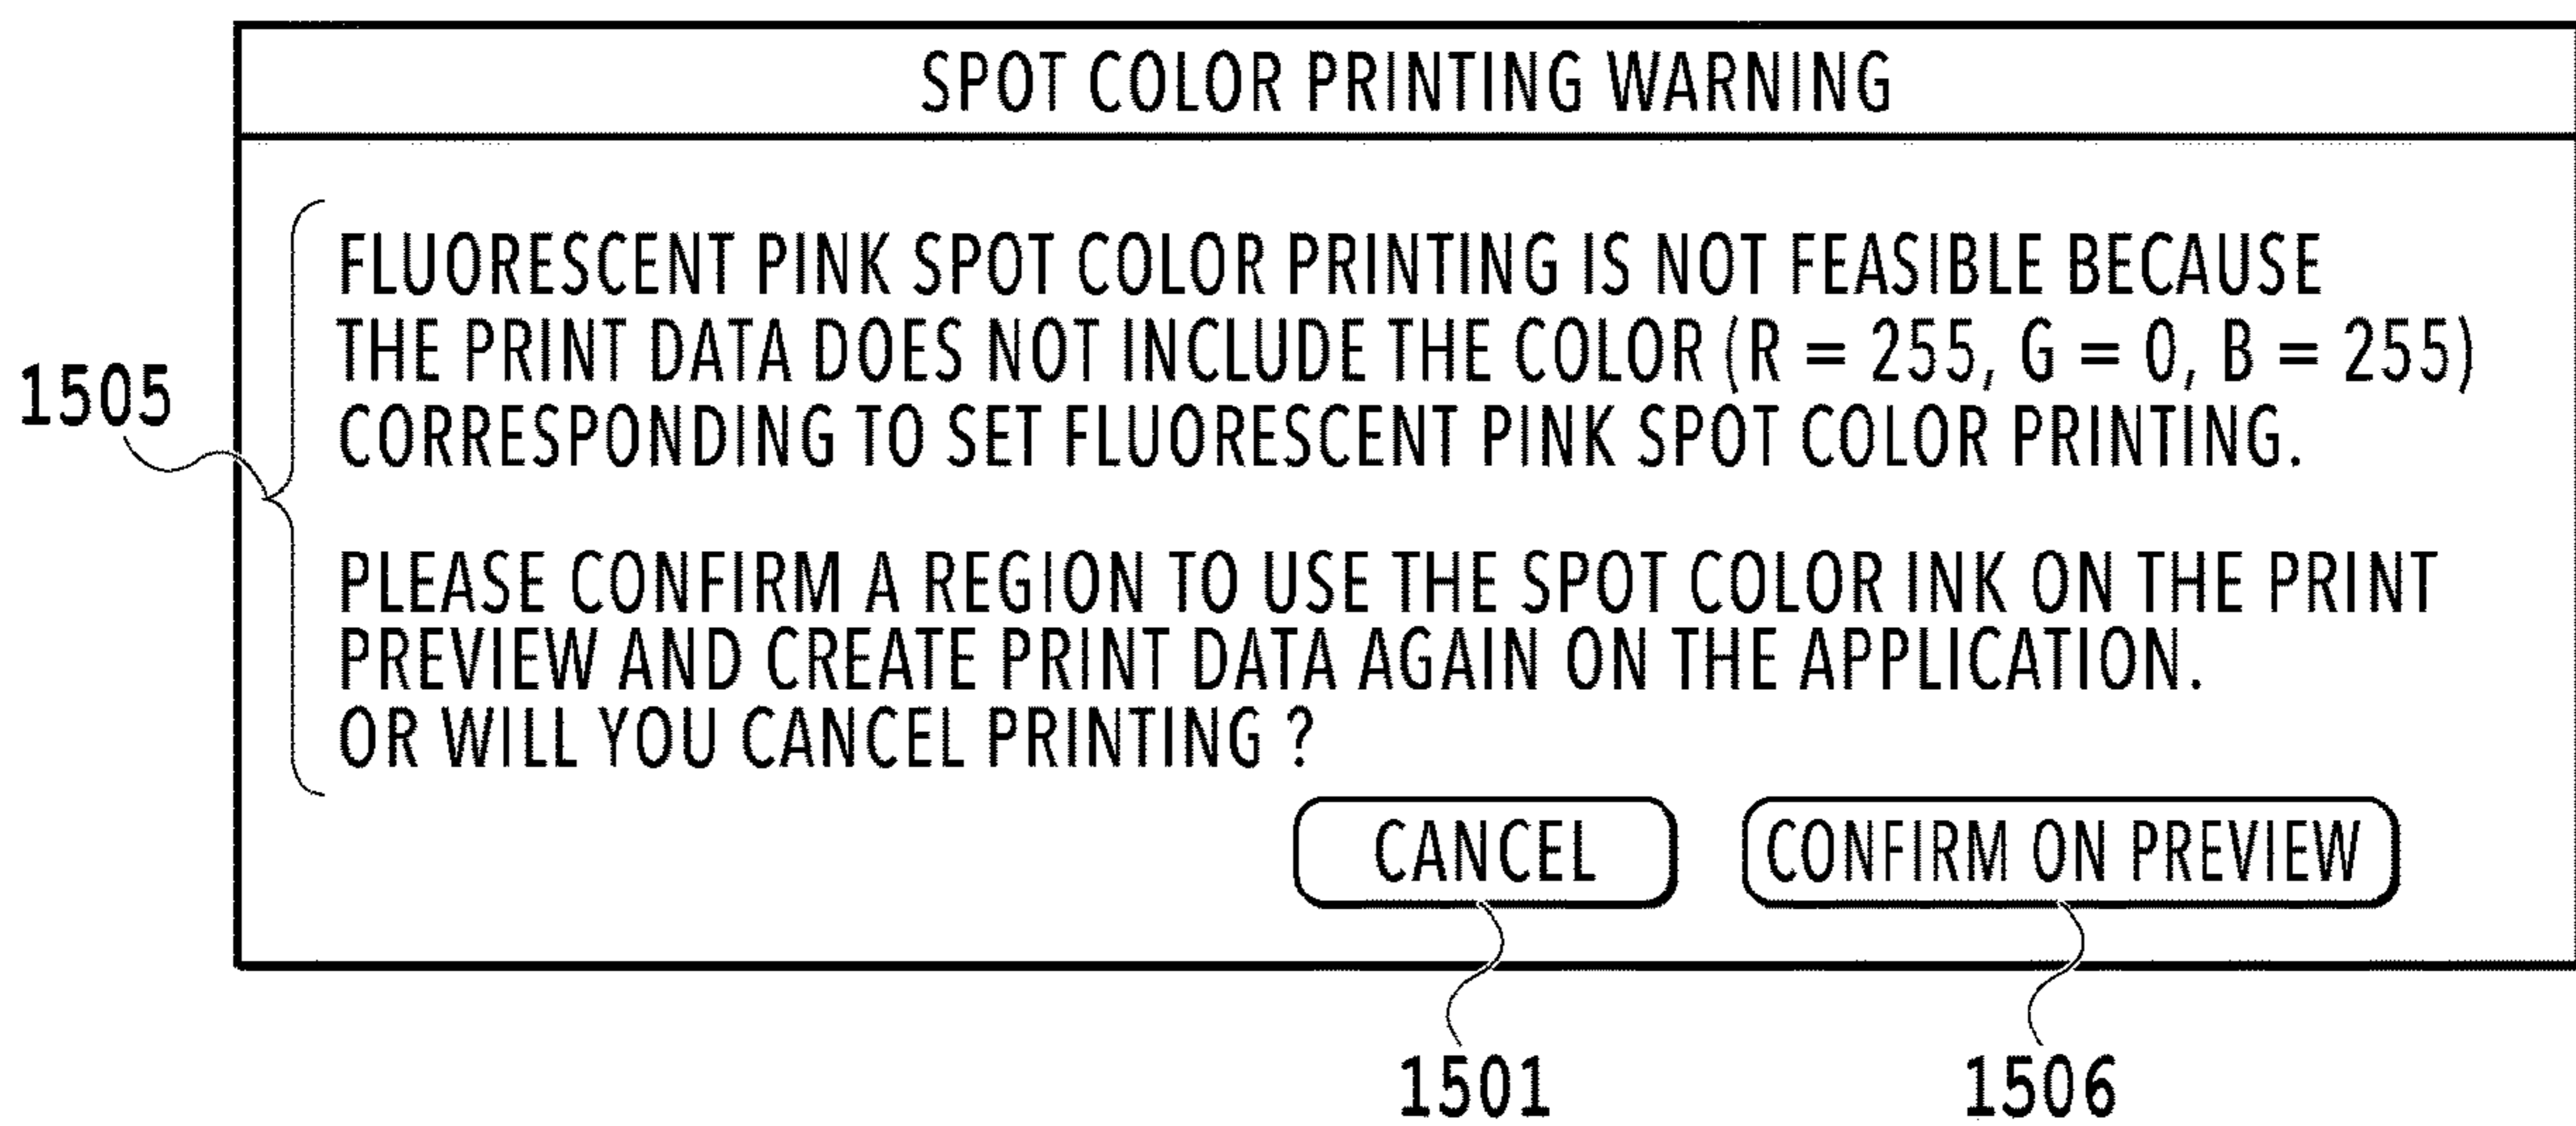 SPOT COLOR PRINTING WARNING
FLUORESCENT PINK SPOT COLOR PRINTING IS NOT FEASIBLE BECAUSE
THE PRINT DATA DOES NOT INCLUDE THE COLOR (R = 255, G = 0, B = 255)
CORRESPONDING TO SET FLUORESCENT PINK SPOT COLOR PRINTING.
1505
PLEASE CONFIRM A REGION TO USE THE SPOT COLOR INK ON THE PRINT
PREVIEW AND CREATE PRINT DATA AGAIN ON THE APPLICATION.
OR WILL YOU CANCEL PRINTING ?
CANCEL CONFIRM ON PREVIEW
1501 1506